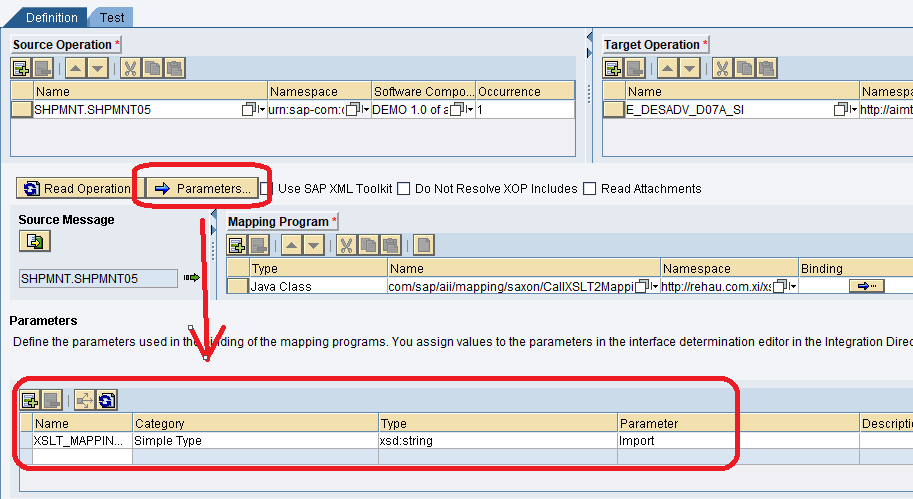 Definition Test
Source Operation * Target Operation *
Name Namespace Software Compo... Occurrence Name Namespa
SHPMNT.SHPMNT05 urn:sap-com:c DEMO 1.0 of a 1 E_DESADV_D07A_SI http://aimt
Read Operation Parameters... Use SAP XML Toolkit Do Not Resolve XOP Includes Read Attachments
Source Message Mapping Program *
Type Name Namespace Binding
SHPMNT.SHPMNT05 Java Class com/sap/aii/mapping/saxon/CallXSLT2Mappi http://rehau.com.xi/xs
Parameters
Define the parameters used in the binding of the mapping programs. You assign values to the parameters in the interface determination editor in the Integration Direc
Name Category Type Parameter Descripti
XSLT_MAPPIN... Simple Type xsd:string Import